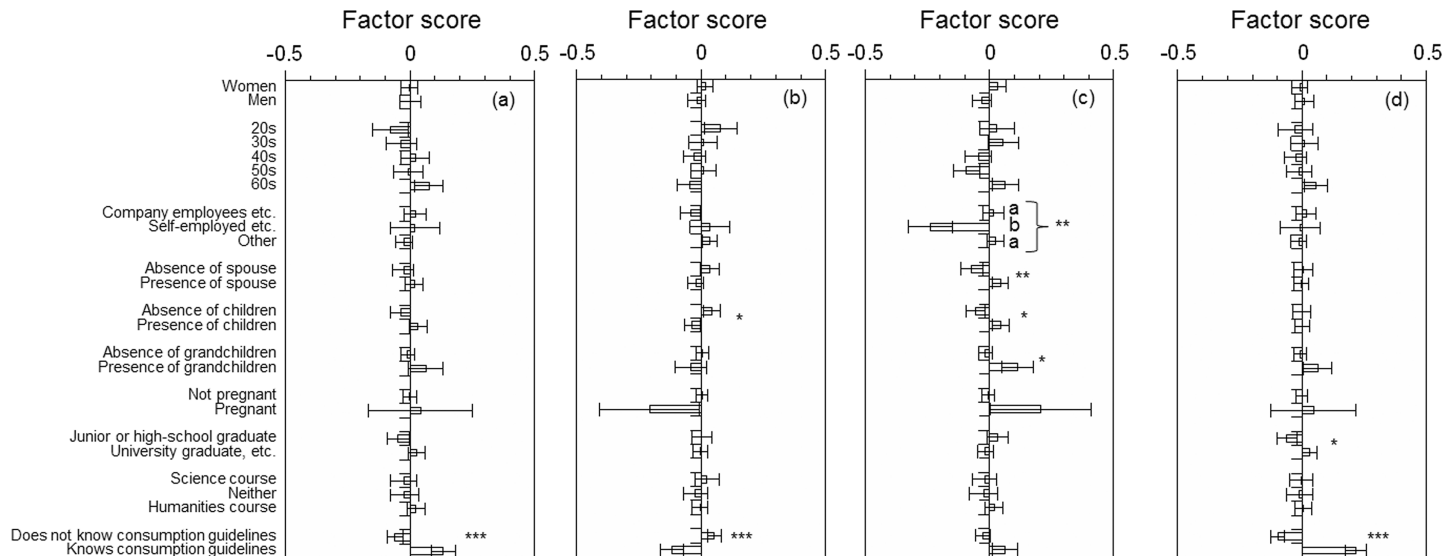 Factor score Factor score Factor score Factor score
-0.5 0 0.5 -0.5 0 0.5 -0.5 0 0.5 -0.5 0 0.5
Women
(a) (b) (c) (d)
Men
20s
30s
40s
50s
60s
Company employees etc. a
Self-employed etc. b **
Other a
Absence of spouse
Presence of spouse **
Absence of children
* *
Presence of children
Absence of grandchildren
*
Presence of grandchildren
Not pregnant
Pregnant
Junior or high-school graduate
*
University graduate, etc.
Science course
Neither
Humanities course
Does not know consumption guidelines *** *** ***
Knows consumption guidelines